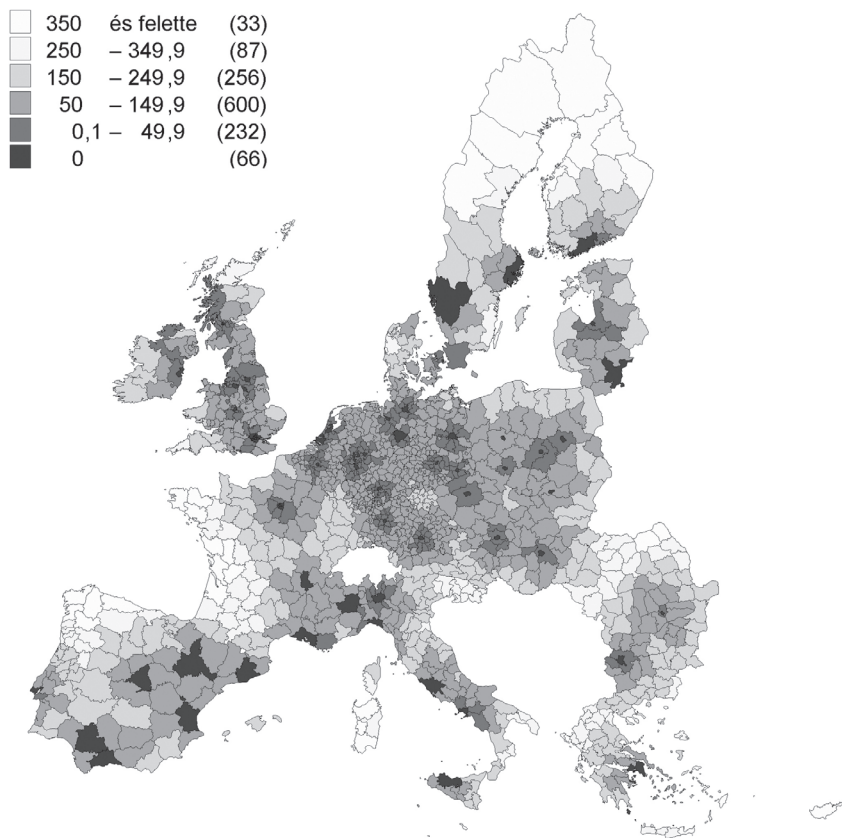 350 és felette (33)
250 – 349,9 (87)
150 – 249,9 (256)
50 – 149,9 (600)
0,1 – 49,9 (232)
0 (66)